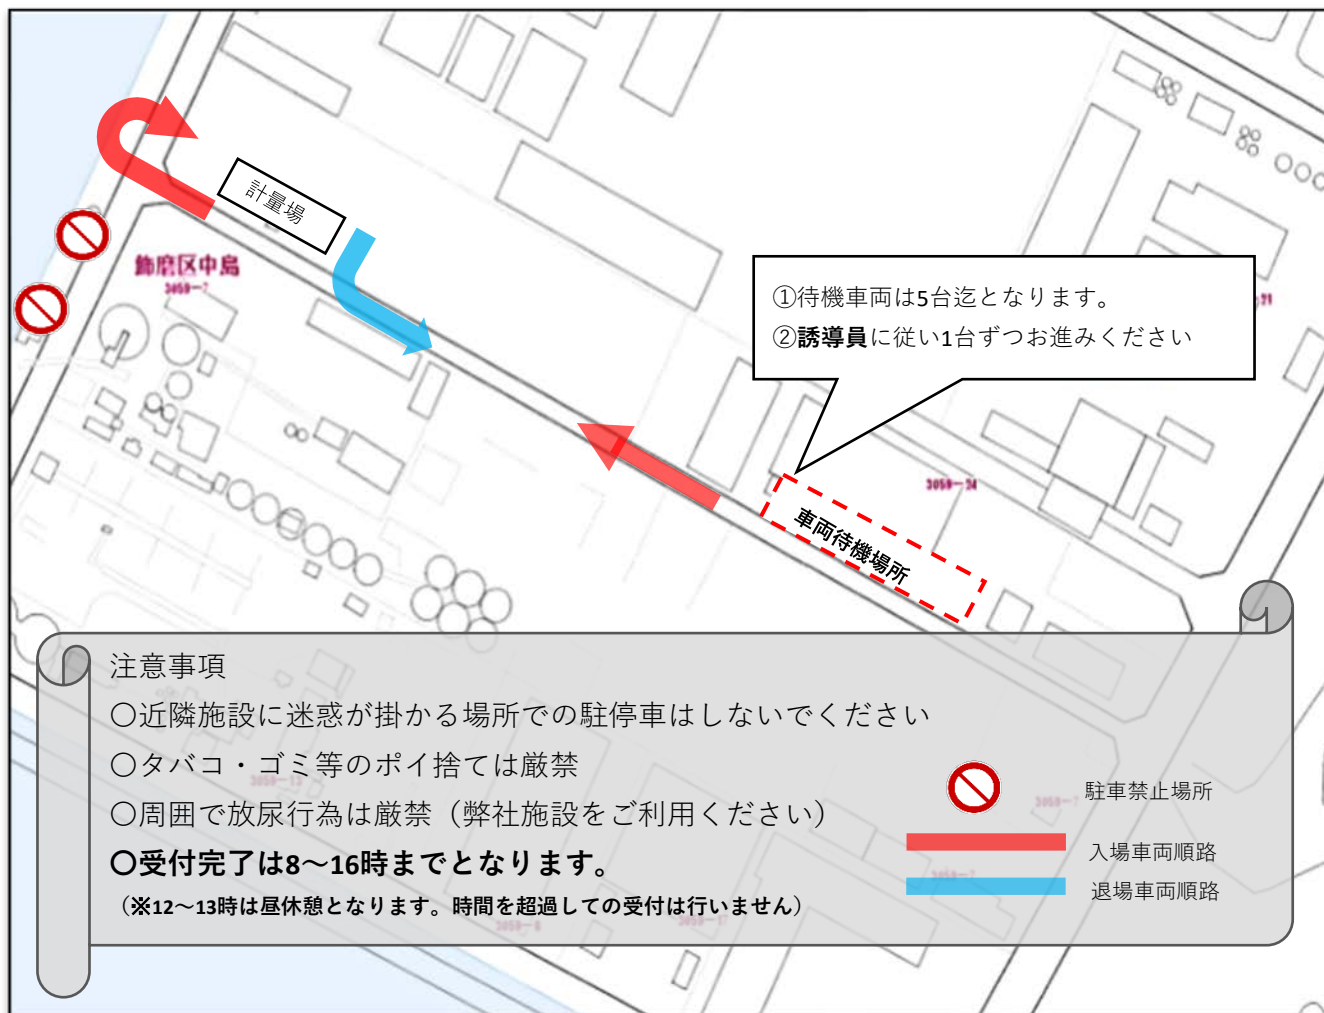 計量場
飾磨区中島
3059-7
①待機車両は5台迄となります。
②誘導員に従い1台ずつお進みください
3059-24
車両待機場所
注意事項
〇近隣施設に迷惑が掛かる場所での駐停車はしないでください
〇タバコ・ゴミ等のポイ捨ては厳禁
〇周囲で放尿行為は厳禁（弊社施設をご利用ください）
〇受付完了は8～16時までとなります。
（※12～13時は昼休憩となります。時間を超過しての受付は行いません）
駐車禁止場所
入場車両順路
退場車両順路
3059-7
3059-7